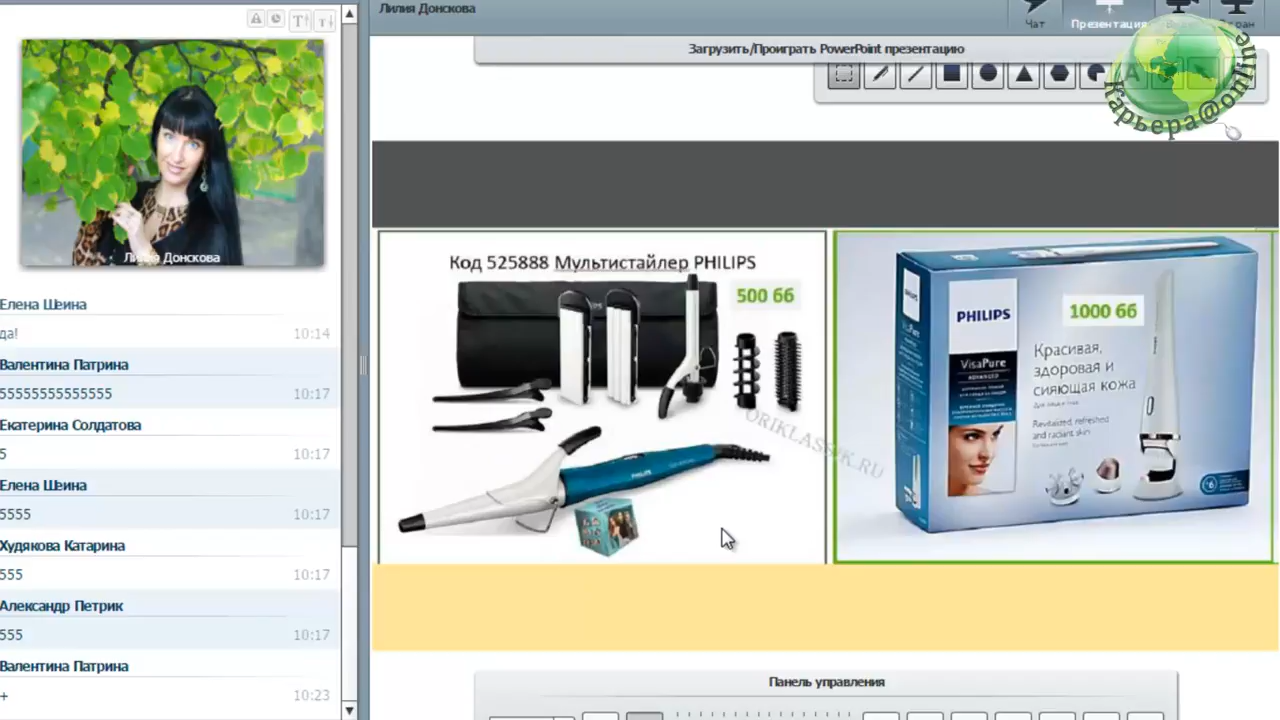 Лилия Донскова
Елена Шеина
да!
10:14
Валентина Патрина
55555555555555
10:17
Екатерина Солдатова
5
10:17
Елена Шеина
5555
10:17
Худякова Катарина
555
10:17
Александр Петрик
555
10:17
Валентина Патрина
+
10:23
Лилия Донскова
Чат
Презентация
Загрузить/Проиграть PowerPoint презентацию
Карьера@online
Код 525888 Мультистайлер PHILIPS
500 бб
PHILIPS
ORIKLASSIK.RU
PHILIPS
1000 бб
VisaPure
ADVANCED
Красивая,
здоровая и
сияющая кожа
Revitalized, refreshed
and radiant skin
Панель управления